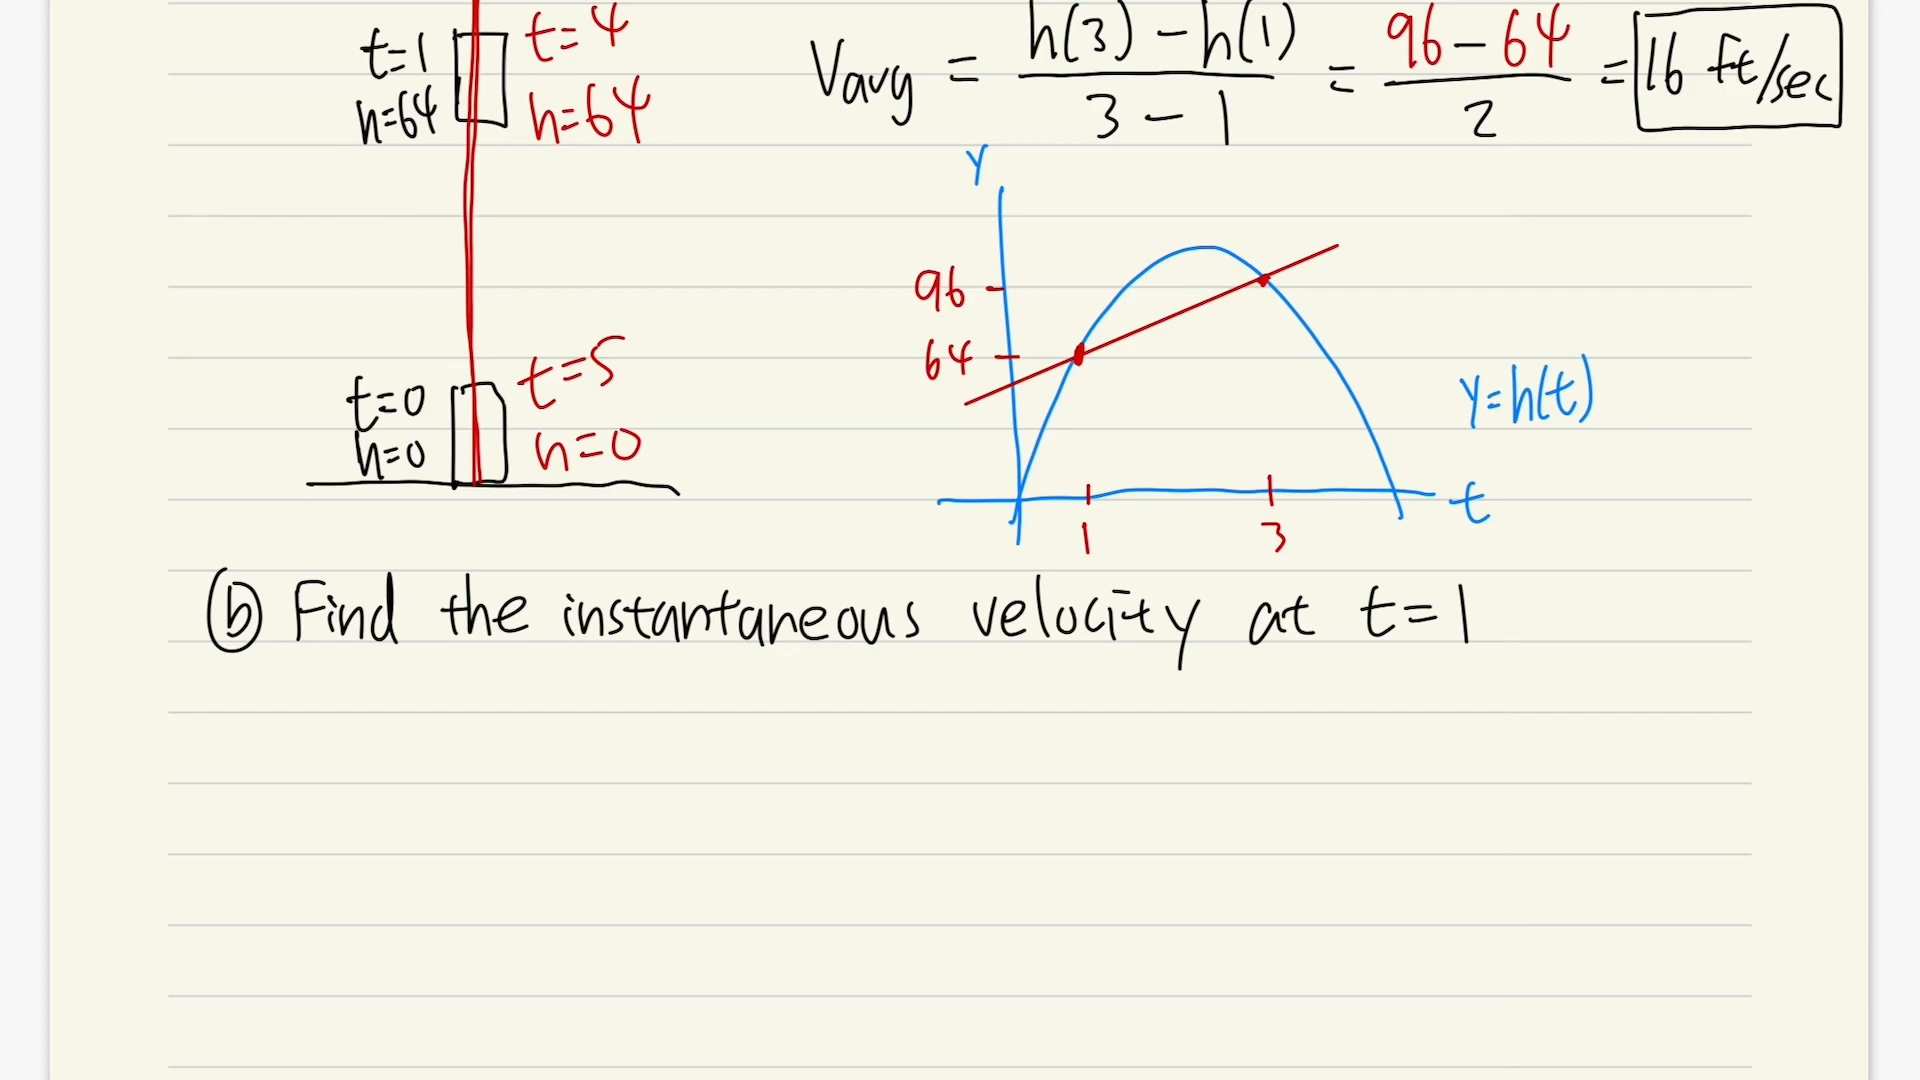 t=1
h=64
t=4
h=64
Vavg = h(3) - h(1) / 3 - 1 = 96 - 64 / 2 = 16 ft/sec
y
96
64
y=h(t)
t
1
3
t=0
h=0
t=5
h=0
(b) Find the instantaneous velocity at t=1